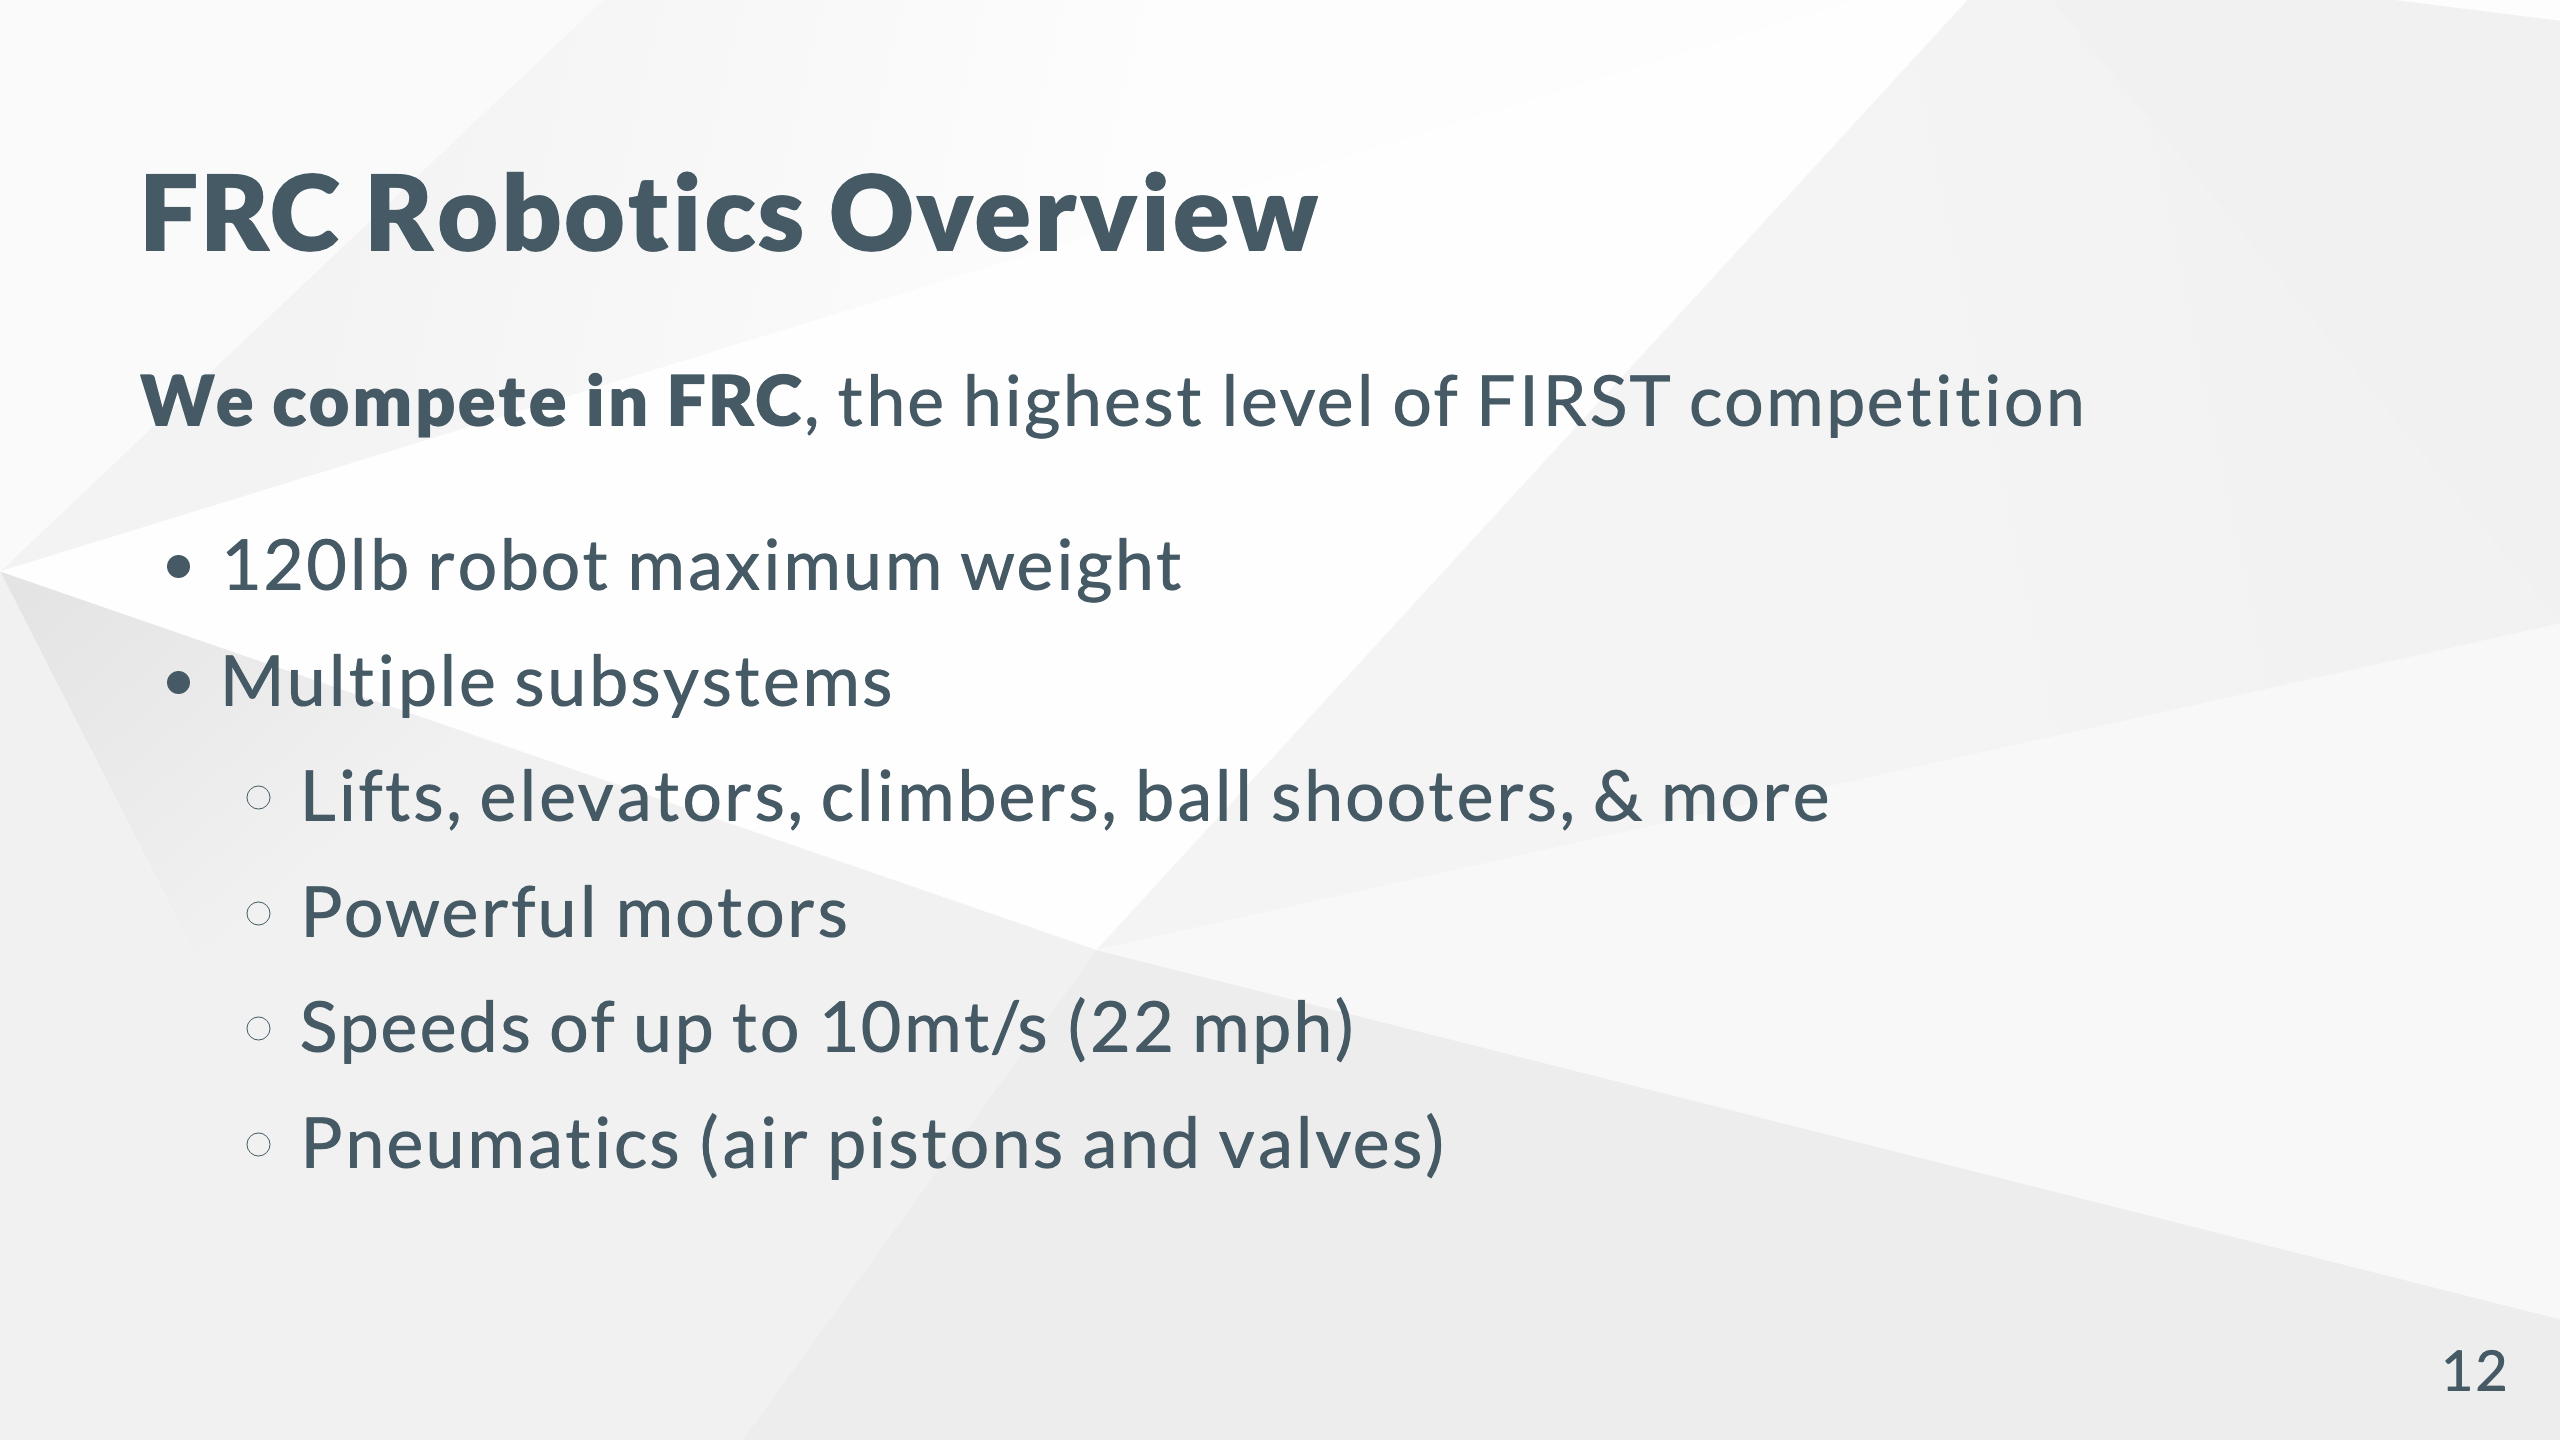 FRC Robotics Overview
We compete in FRC, the highest level of FIRST competition
• 120lb robot maximum weight
• Multiple subsystems
○ Lifts, elevators, climbers, ball shooters, & more
○ Powerful motors
○ Speeds of up to 10mt/s (22 mph)
○ Pneumatics (air pistons and valves)
12